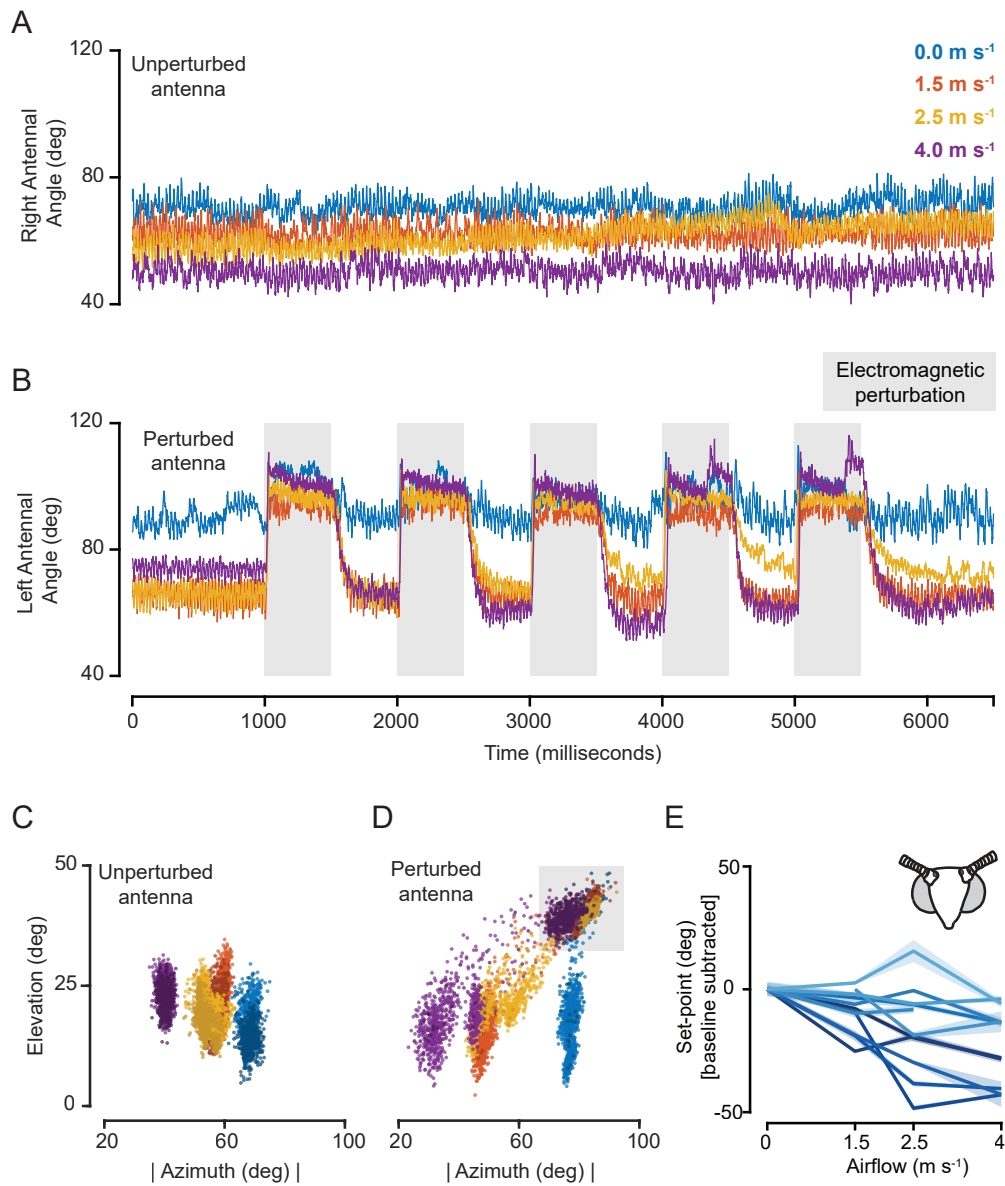 A
120
80
40
Right Antennal
Angle (deg)
Unperturbed
antenna
0.0 m s⁻¹
1.5 m s⁻¹
2.5 m s⁻¹
4.0 m s⁻¹
B
Electromagnetic
perturbation
120
80
40
Left Antennal
Angle (deg)
Perturbed
antenna
0
1000
2000
3000
4000
5000
6000
Time (milliseconds)
C
50
25
0
Elevation (deg)
Unperturbed
antenna
20
60
100
| Azimuth (deg) |
D
Perturbed
antenna
20
60
100
| Azimuth (deg) |
E
50
0
-50
Set-point (deg)
[baseline subtracted]
0
1.5
2.5
4
Airflow (m s⁻¹)